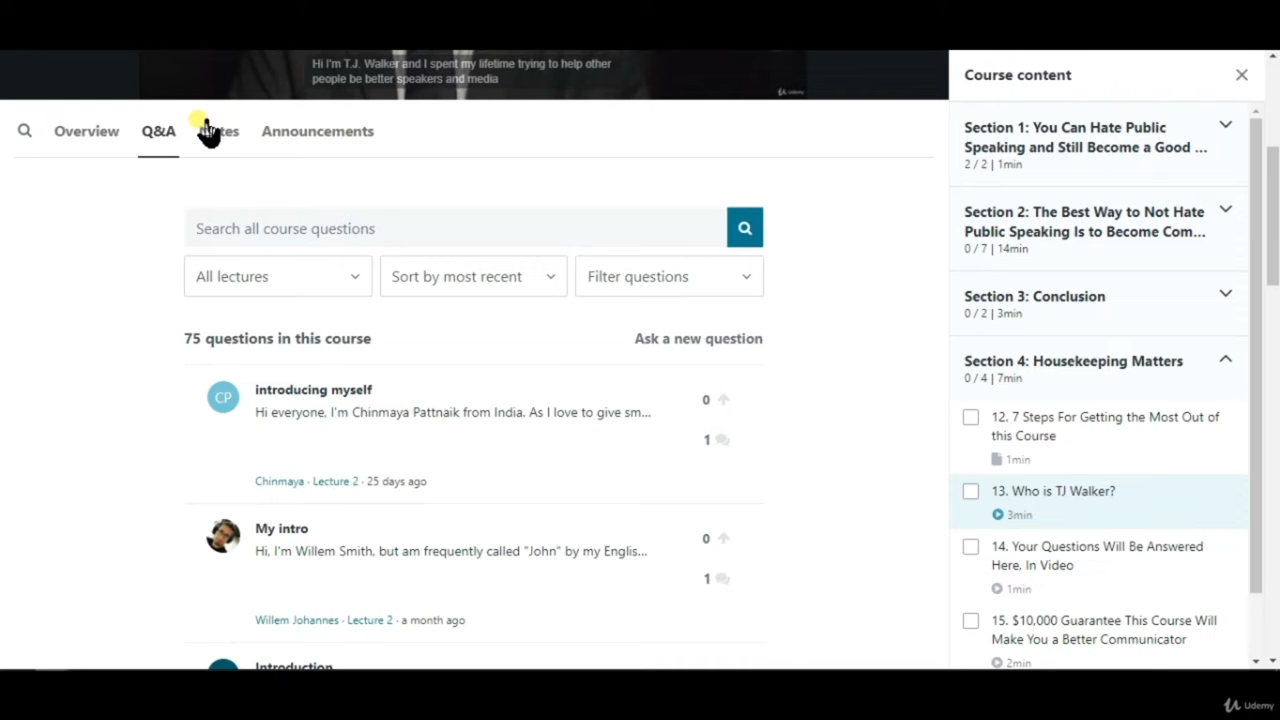 Hi I'm T.J. Walker and I spent my lifetime trying to help other
people be better speakers and media
Udemy
Overview
Q&A
Announcements
Search all course questions
All lectures
Sort by most recent
Filter questions
75 questions in this course
Ask a new question
CP
introducing myself
Hi everyone, I'm Chinmaya Pattnaik from India. As I love to give sm...
0
1
Chinmaya · Lecture 2 · 25 days ago
My intro
Hi, I'm Willem Smith, but am frequently called "John" by my Englis...
0
1
Willem Johannes · Lecture 2 · a month ago
Introduction
Course content
Section 1: You Can Hate Public
Speaking and Still Become a Good ...
2 / 2 | 1min
Section 2: The Best Way to Not Hate
Public Speaking Is to Become Com...
0 / 7 | 14min
Section 3: Conclusion
0 / 2 | 3min
Section 4: Housekeeping Matters
0 / 4 | 7min
12. 7 Steps For Getting the Most Out of
this Course
1min
13. Who is TJ Walker?
3min
14. Your Questions Will Be Answered
Here, In Video
1min
15. $10,000 Guarantee This Course Will
Make You a Better Communicator
2min
Udemy